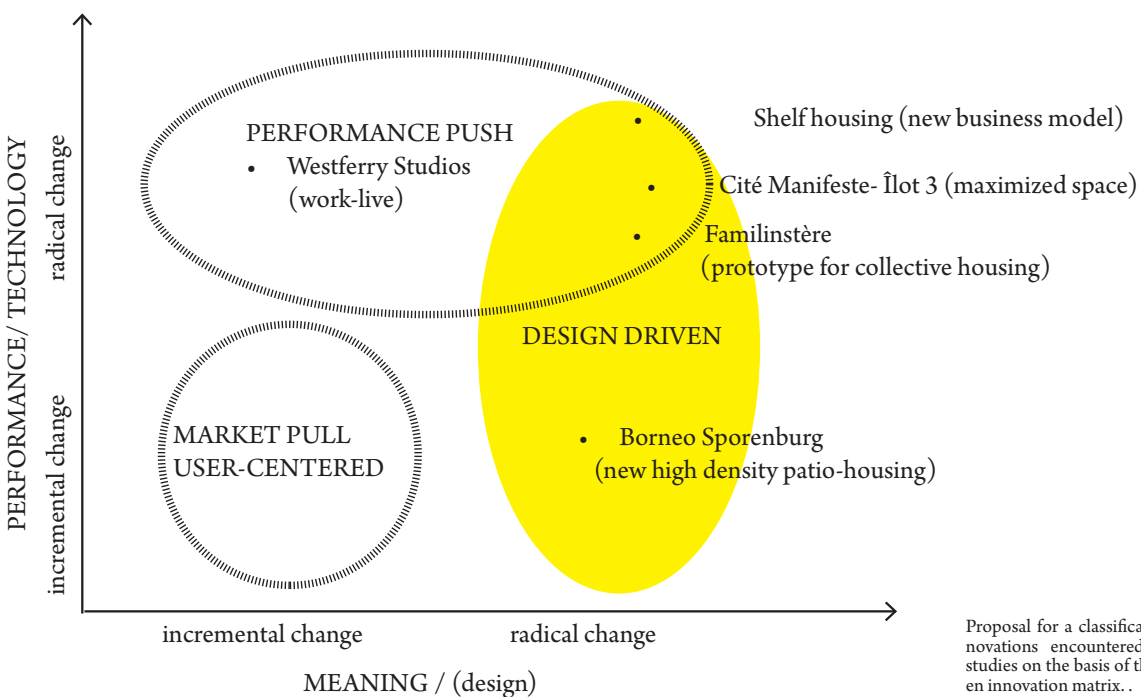 PERFORMANCE/ TECHNOLOGY
radical change
incremental change
PERFORMANCE PUSH
• Westferry Studios
(work-live)
Shelf housing (new business model)
Cité Manifeste- Îlot 3 (maximized space)
Familinstère
(prototype for collective housing)
DESIGN DRIVEN
MARKET PULL
USER-CENTERED
• Borneo Sporenburg
(new high density patio-housing)
incremental change
radical change
MEANING / (design)
Proposal for a classifica
novations encountered
studies on the basis of th
en innovation matrix. .